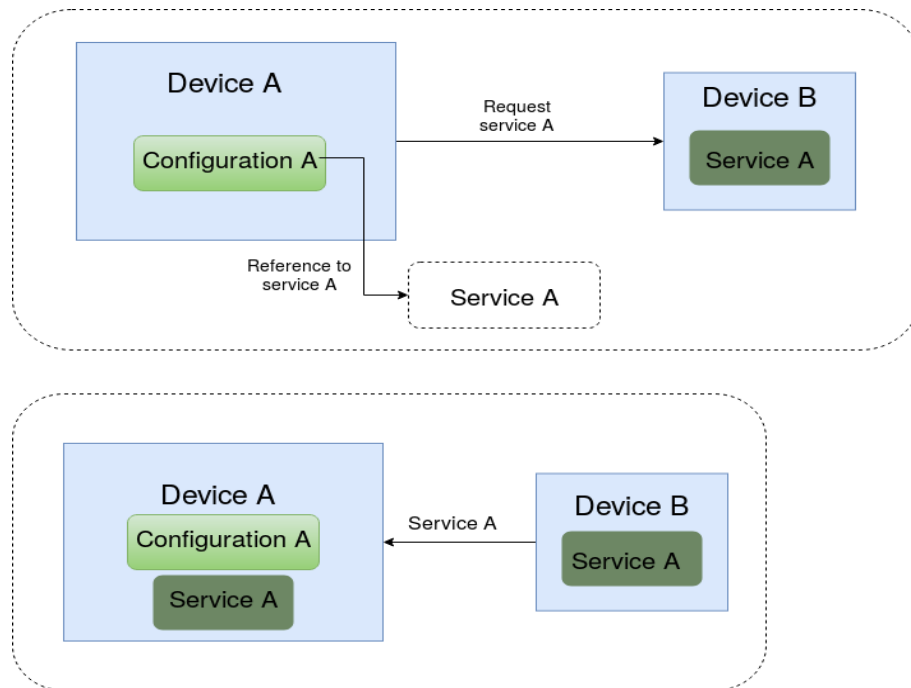 Device A
Configuration A
Request
service A
Device B
Service A
Reference to
service A
Service A
Device A
Configuration A
Service A
Service A
Device B
Service A